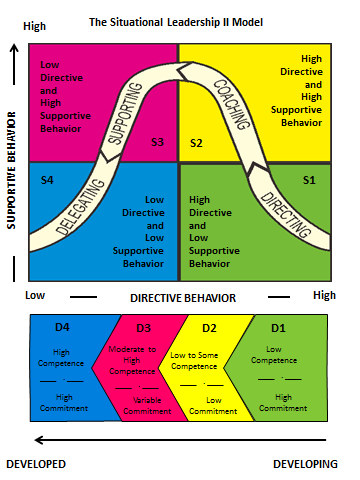 The Situational Leadership II Model
High
SUPPORTIVE BEHAVIOR
Low
Directive
and
High
Supportive
Behavior
S3
SUPPORTING
High
Directive
and
High
Supportive
Behavior
S2
COACHING
S4
DELEGATING
Low
Directive
and
Low
Supportive
Behavior
High
Directive
and
Low
Supportive
Behavior
S1
DIRECTING
Low
DIRECTIVE BEHAVIOR
High
D4
High
Competence
High
Commitment
D3
Moderate to
High
Competence
Variable
Commitment
D2
Low to Some
Competence
Low
Commitment
D1
Low
Competence
High
Commitment
DEVELOPED
DEVELOPING